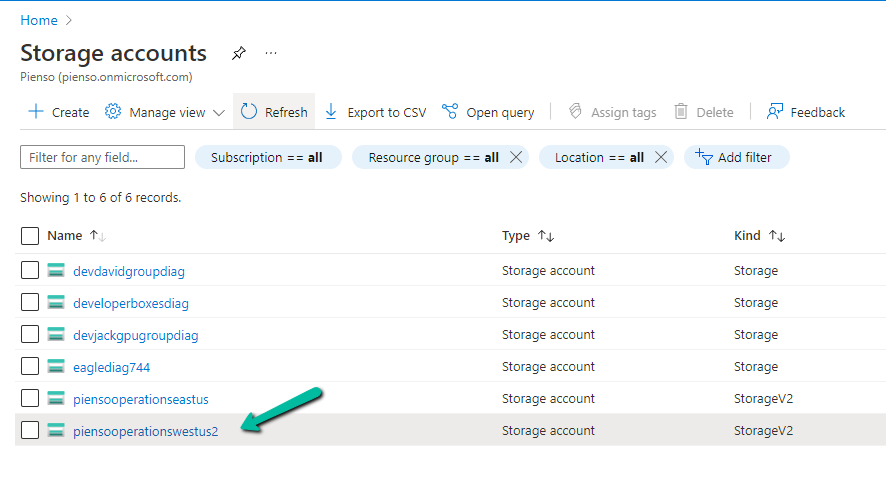 Home
Storage accounts
Pienso (pienso.onmicrosoft.com)
Create Manage view Refresh Export to CSV Open query Assign tags Delete Feedback
Filter for any field... Subscription == all Resource group == all Location == all Add filter
Showing 1 to 6 of 6 records.
Name Type Kind
devdavidgroupdiag Storage account Storage
developerboxesdiag Storage account Storage
devjackgpugroupdiag Storage account Storage
eaglediag744 Storage account Storage
piensooperationseastus Storage account StorageV2
piensooperationswestus2 Storage account StorageV2